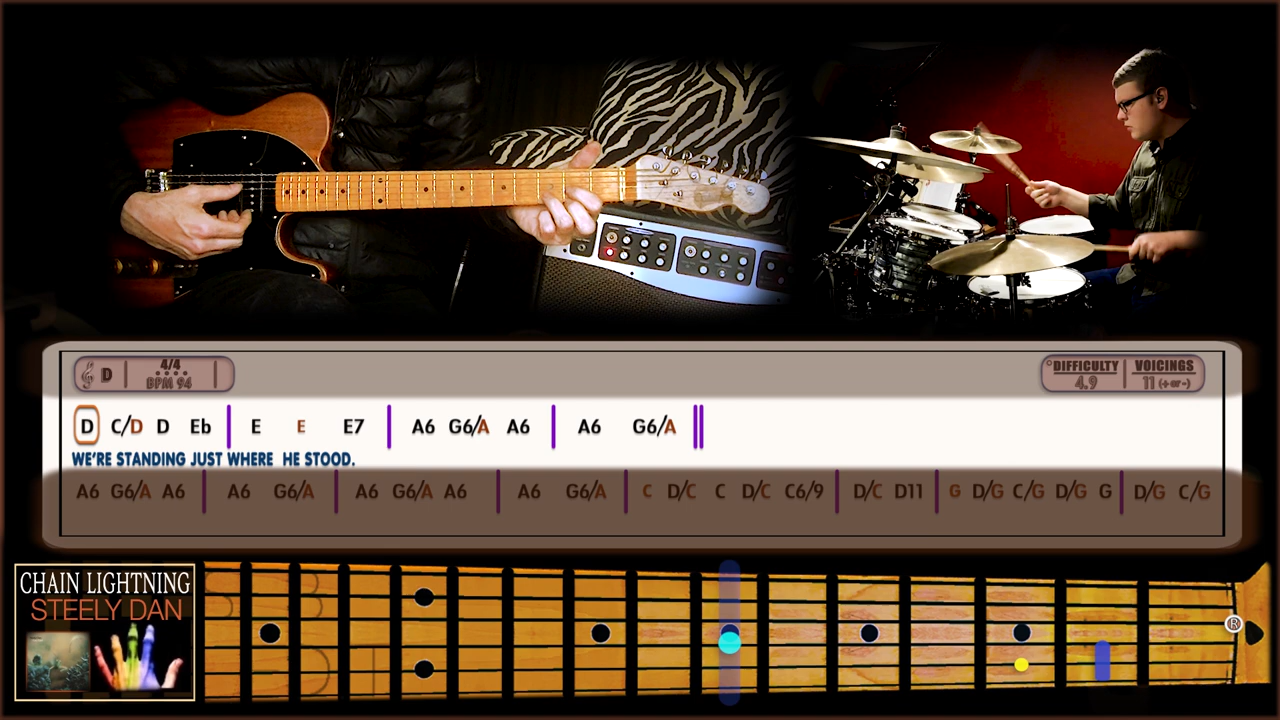 D 4/4 BPM 94
DIFFICULTY 4.9 VOICINGS 11 (+ or -)
D C/D D Eb E E E7 A6 G6/A A6 A6 G6/A
WE'RE STANDING JUST WHERE HE STOOD.
A6 G6/A A6 A6 G6/A A6 G6/A A6 A6 G6/A C D/C C D/C C6/9 D/C D11 G D/G C/G D/G G D/G C/G
CHAIN LIGHTNING
STEELY DAN
R